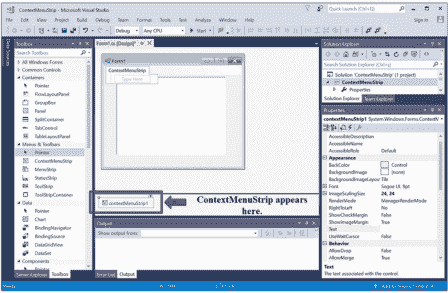 ContextMenuStrip - Microsoft Visual Studio
Quick Launch (Ctrl+Q)
File Edit View Project Build Debug Team Format Tools Test Analyze Window Help
Sign in
Debug
Any CPU
Start
Data Sources
Toolbox
Search Toolbox
All Windows Forms
Common Controls
Containers
Pointer
FlowLayoutPanel
GroupBox
Panel
SplitContainer
TabControl
TableLayoutPanel
Menus & Toolbars
Pointer
ContextMenuStrip
MenuStrip
StatusStrip
ToolStrip
ToolStripContainer
Data
Pointer
Chart
BindingNavigator
BindingSource
DataGridView
DataSet
Components
Pointer
Server Explorer Toolbox
Form1.cs [Design]*
Form1
ContextMenuStrip
Type Here
contextMenuStrip1
ContextMenuStrip appears
here.
Output
Show output from:
Error List Output
Solution Explorer
Search Solution Explorer
Solution 'ContextMenuStrip' (1 project)
ContextMenuStrip
Properties
Solution Explorer Team Explorer
Properties
contextMenuStrip1 System.Windows.Forms.ContextM
AccessibleDescription
AccessibleName
AccessibleRole Default
Appearance
BackColor Control
BackgroundImage (none)
BackgroundImageLayout Tile
Font Segoe UI, 9pt
ImageScalingSize 24, 24
RenderMode ManagerRenderMode
RightToLeft No
ShowCheckMargin False
ShowImageMargin True
Text
UseWaitCursor False
Behavior
AllowDrop False
AllowMerge True
Text
The text associated with the control.